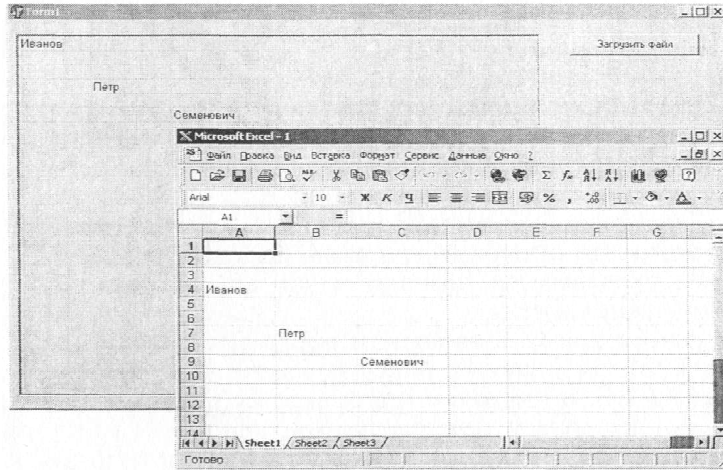 Form1
Иванов
Загрузить файл
Петр
Семенович
Microsoft Excel - 1
Файл Правка Вид Вставка Формат Сервис Данные Окно ?
Arial 10 Ж К Ч %
A1 =
A B C D E F G
1
2
3
4 Иванов
5
6
7 Петр
8
9 Семенович
10
11
12
13
14
Sheet1 Sheet2 Sheet3
Готово